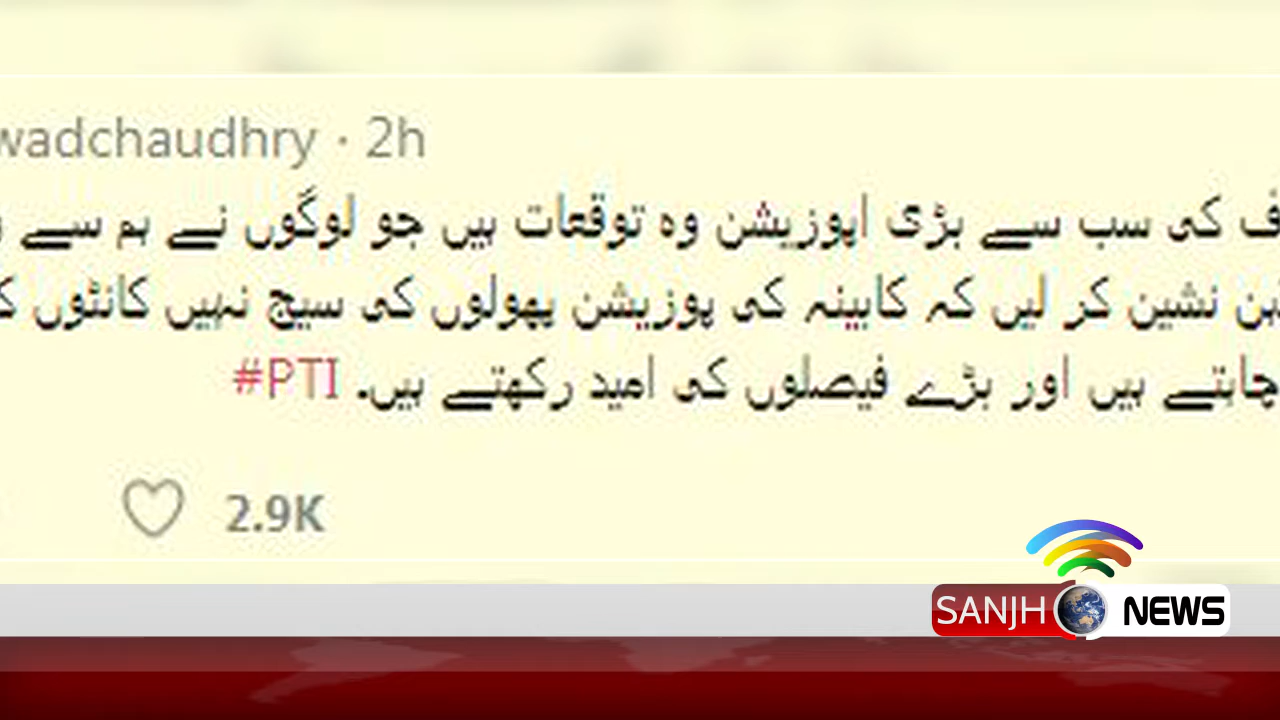 wadchaudhry · 2h
ف کی سب سے بڑی اپوزیشن وہ توقعات ہیں جو لوگوں نے ہم سے
ہن نشین کر لیں کہ کابینہ کی پوزیشن پھولوں کی سیج نہیں کانٹوں ک
چاہتے ہیں اور بڑے فیصلوں کی امید رکھتے ہیں۔ #PTI
2.9K
SANJH NEWS